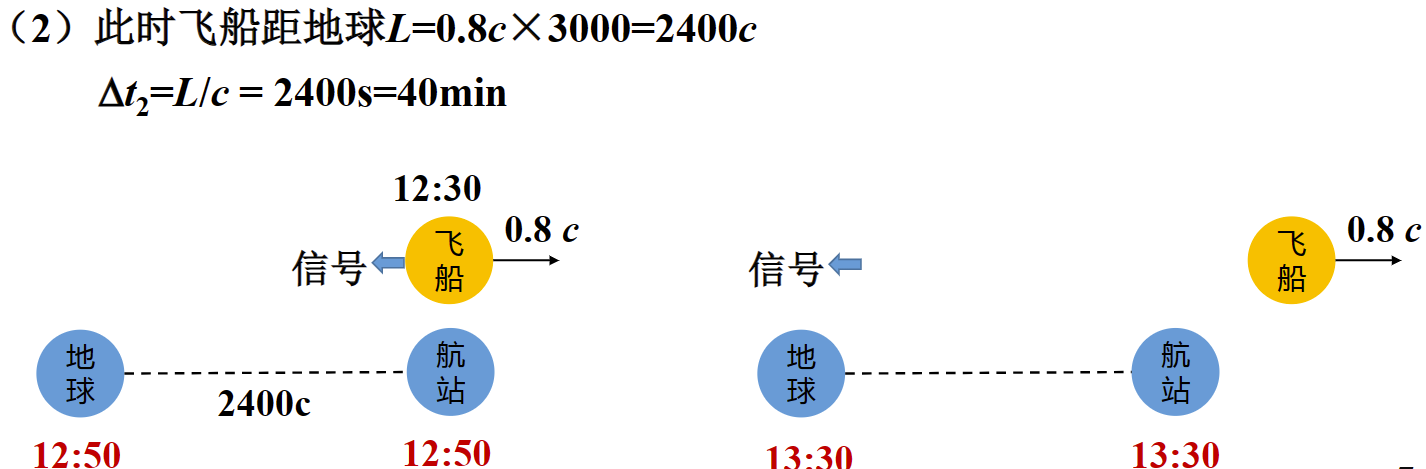 （2）此时飞船距地球L=0.8c×3000=2400c
Δt₂=L/c = 2400s=40min
12:30
飞船
0.8 c
信号
地球
2400c
航站
12:50
12:50
信号
飞船
0.8 c
地球
航站
13:30
13:30